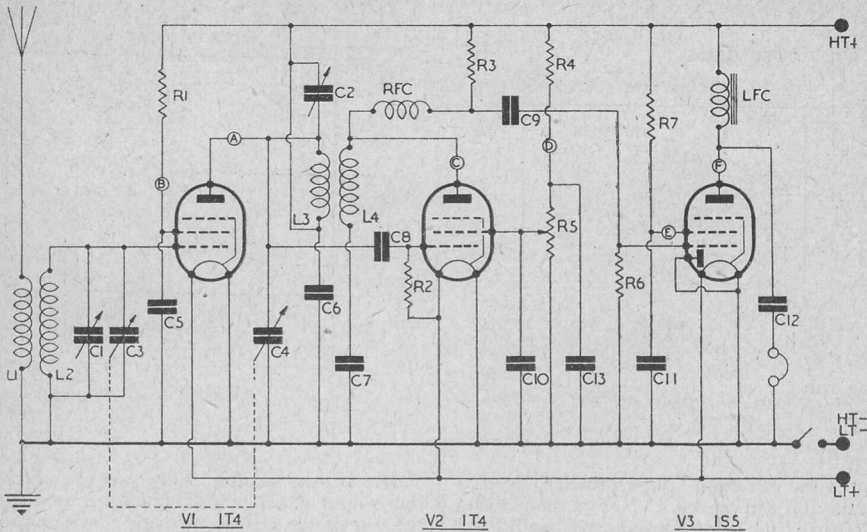 HT+
R1
R3
R4
LFC
C2
RFC
R7
C9
A
D
B
C
F
L3
L4
C8
R5
E
R2
R6
C5
C6
C12
L1
L2
C1
C3
C4
C7
C10
C13
C11
HT-
LT-
LT+
V1 1T4
V2 1T4
V3 1S5